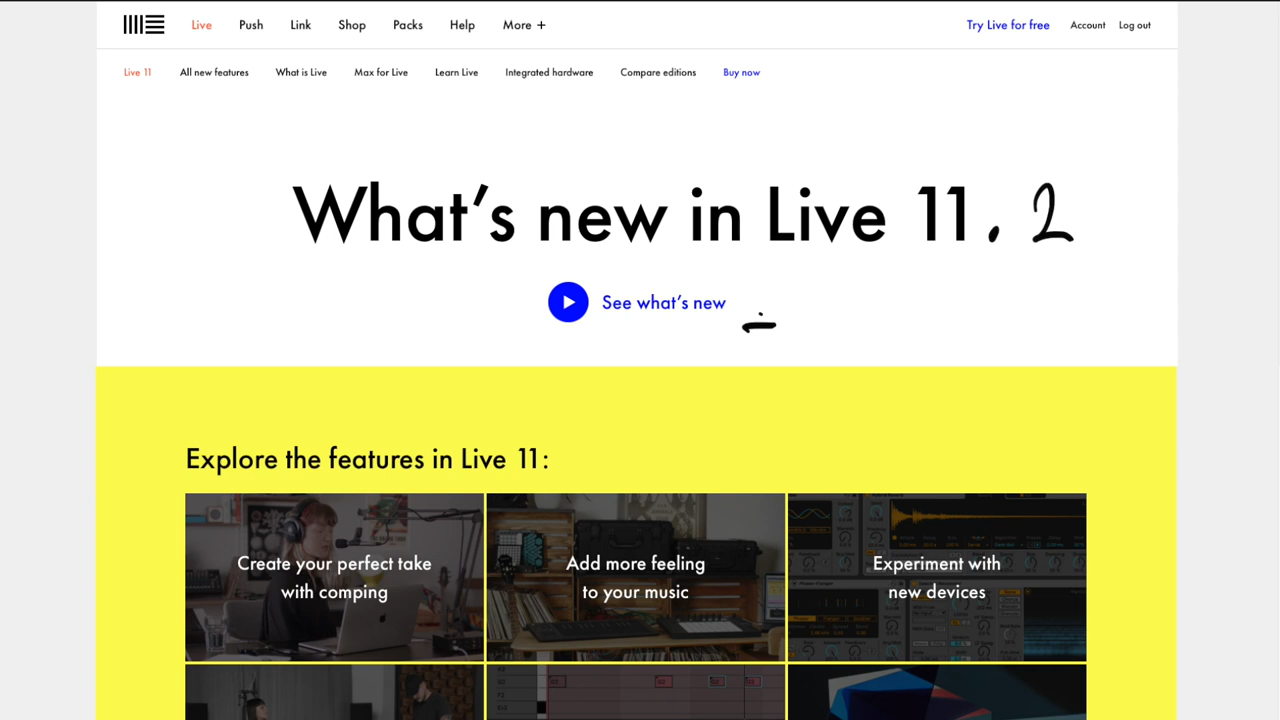 Live Push Link Shop Packs Help More + Try Live for free Account Log out
Live 11 All new features What is Live Max for Live Learn Live Integrated hardware Compare editions Buy now
What's new in Live 11. 2
See what's new
Explore the features in Live 11:
Create your perfect take
with comping
Add more feeling
to your music
Experiment with
new devices